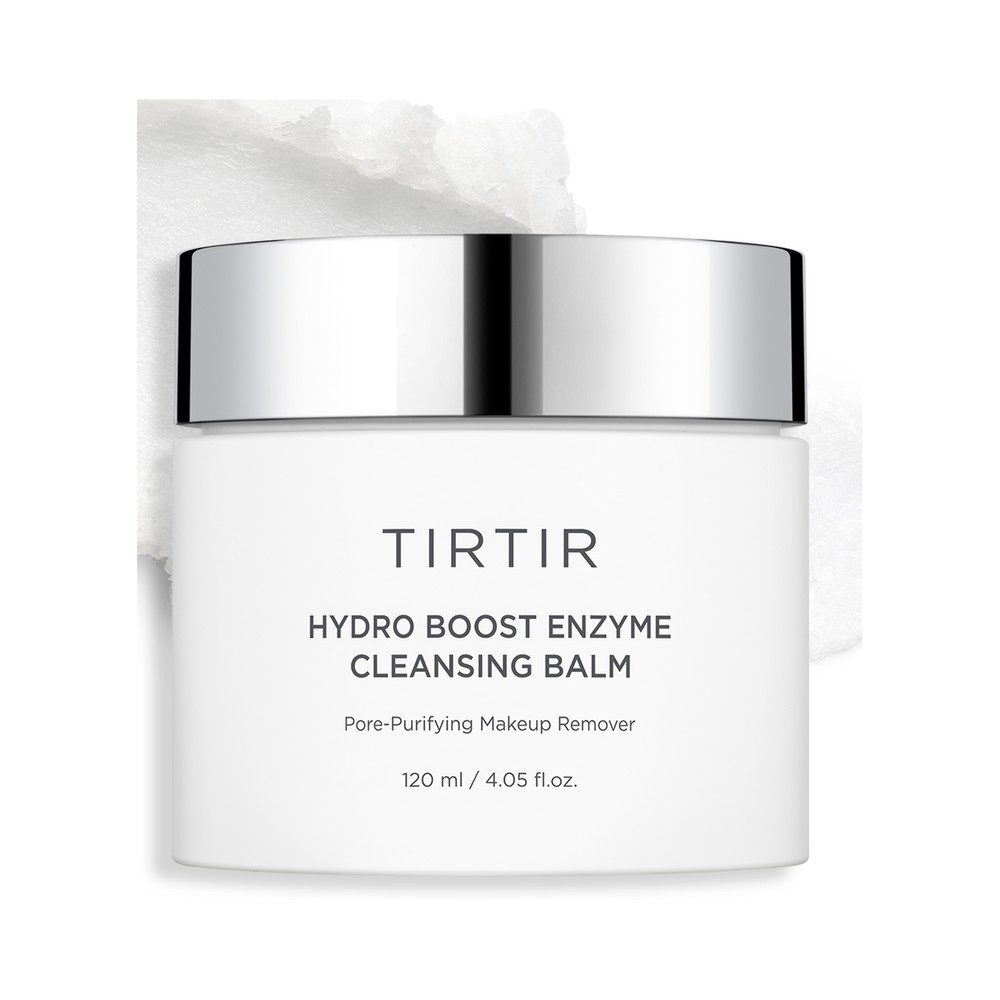 TIRTIR
HYDRO BOOST ENZYME
CLEANSING BALM
Pore-Purifying Makeup Remover
120 ml / 4.05 fl.oz.